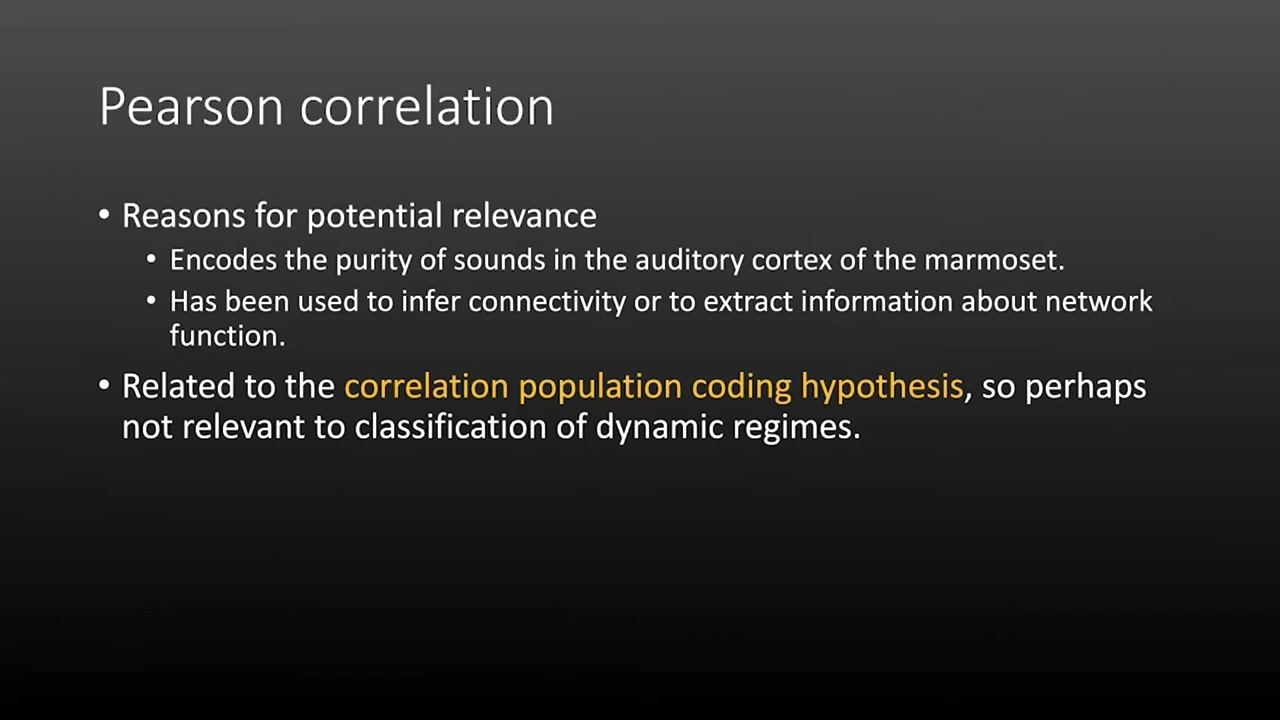 Pearson correlation
• Reasons for potential relevance
• Encodes the purity of sounds in the auditory cortex of the marmoset.
• Has been used to infer connectivity or to extract information about network
function.
• Related to the correlation population coding hypothesis, so perhaps
not relevant to classification of dynamic regimes.